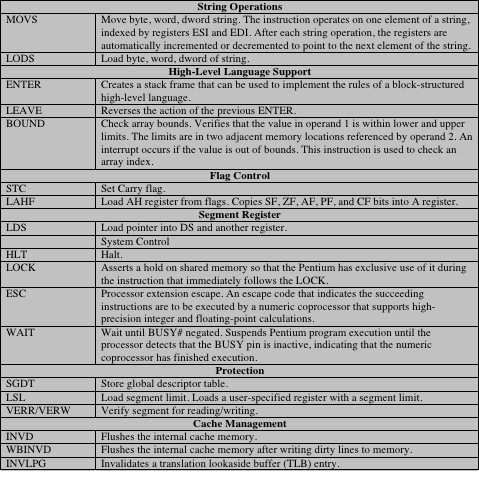 String Operations
MOVS Move byte, word, dword string. The instruction operates on one element of a string,
indexed by registers ESI and EDI. After each string operation, the registers are
automatically incremented or decremented to point to the next element of the string.
LODS Load byte, word, dword of string.
High-Level Language Support
ENTER Creates a stack frame that can be used to implement the rules of a block-structured
high-level language.
LEAVE Reverses the action of the previous ENTER.
BOUND Check array bounds. Verifies that the value in operand 1 is within lower and upper
limits. The limits are in two adjacent memory locations referenced by operand 2. An
interrupt occurs if the value is out of bounds. This instruction is used to check an
array index.
Flag Control
STC Set Carry flag.
LAHF Load AH register from flags. Copies SF, ZF, AF, PF, and CF bits into A register.
Segment Register
LDS Load pointer into DS and another register.
System Control
HLT Halt.
LOCK Asserts a hold on shared memory so that the Pentium has exclusive use of it during
the instruction that immediately follows the LOCK.
ESC Processor extension escape. An escape code that indicates the succeeding
instructions are to be executed by a numeric coprocessor that supports high-
precision integer and floating-point calculations.
WAIT Wait until BUSY# negated. Suspends Pentium program execution until the
processor detects that the BUSY pin is inactive, indicating that the numeric
coprocessor has finished execution.
Protection
SGDT Store global descriptor table.
LSL Load segment limit. Loads a user-specified register with a segment limit.
VERR/VERW Verify segment for reading/writing.
Cache Management
INVD Flushes the internal cache memory.
WBINVD Flushes the internal cache memory after writing dirty lines to memory.
INVLPG Invalidates a translation lookaside buffer (TLB) entry.